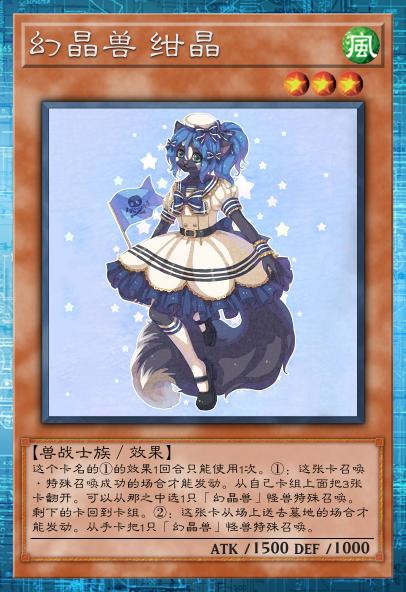 幻晶兽 绀晶
風
【兽战士族／效果】
这个卡名的①的效果1回合只能使用1次。①：这张卡召唤
・特殊召唤成功的场合才能发动。从自己卡组上面把3张
卡翻开。可以从那之中选1只「幻晶兽」怪兽特殊召唤。
剩下的卡回到卡组。②：这张卡从场上送去墓地的场合才
能发动。从手卡把1只「幻晶兽」怪兽特殊召唤。
ATK／1500 DEF／1000